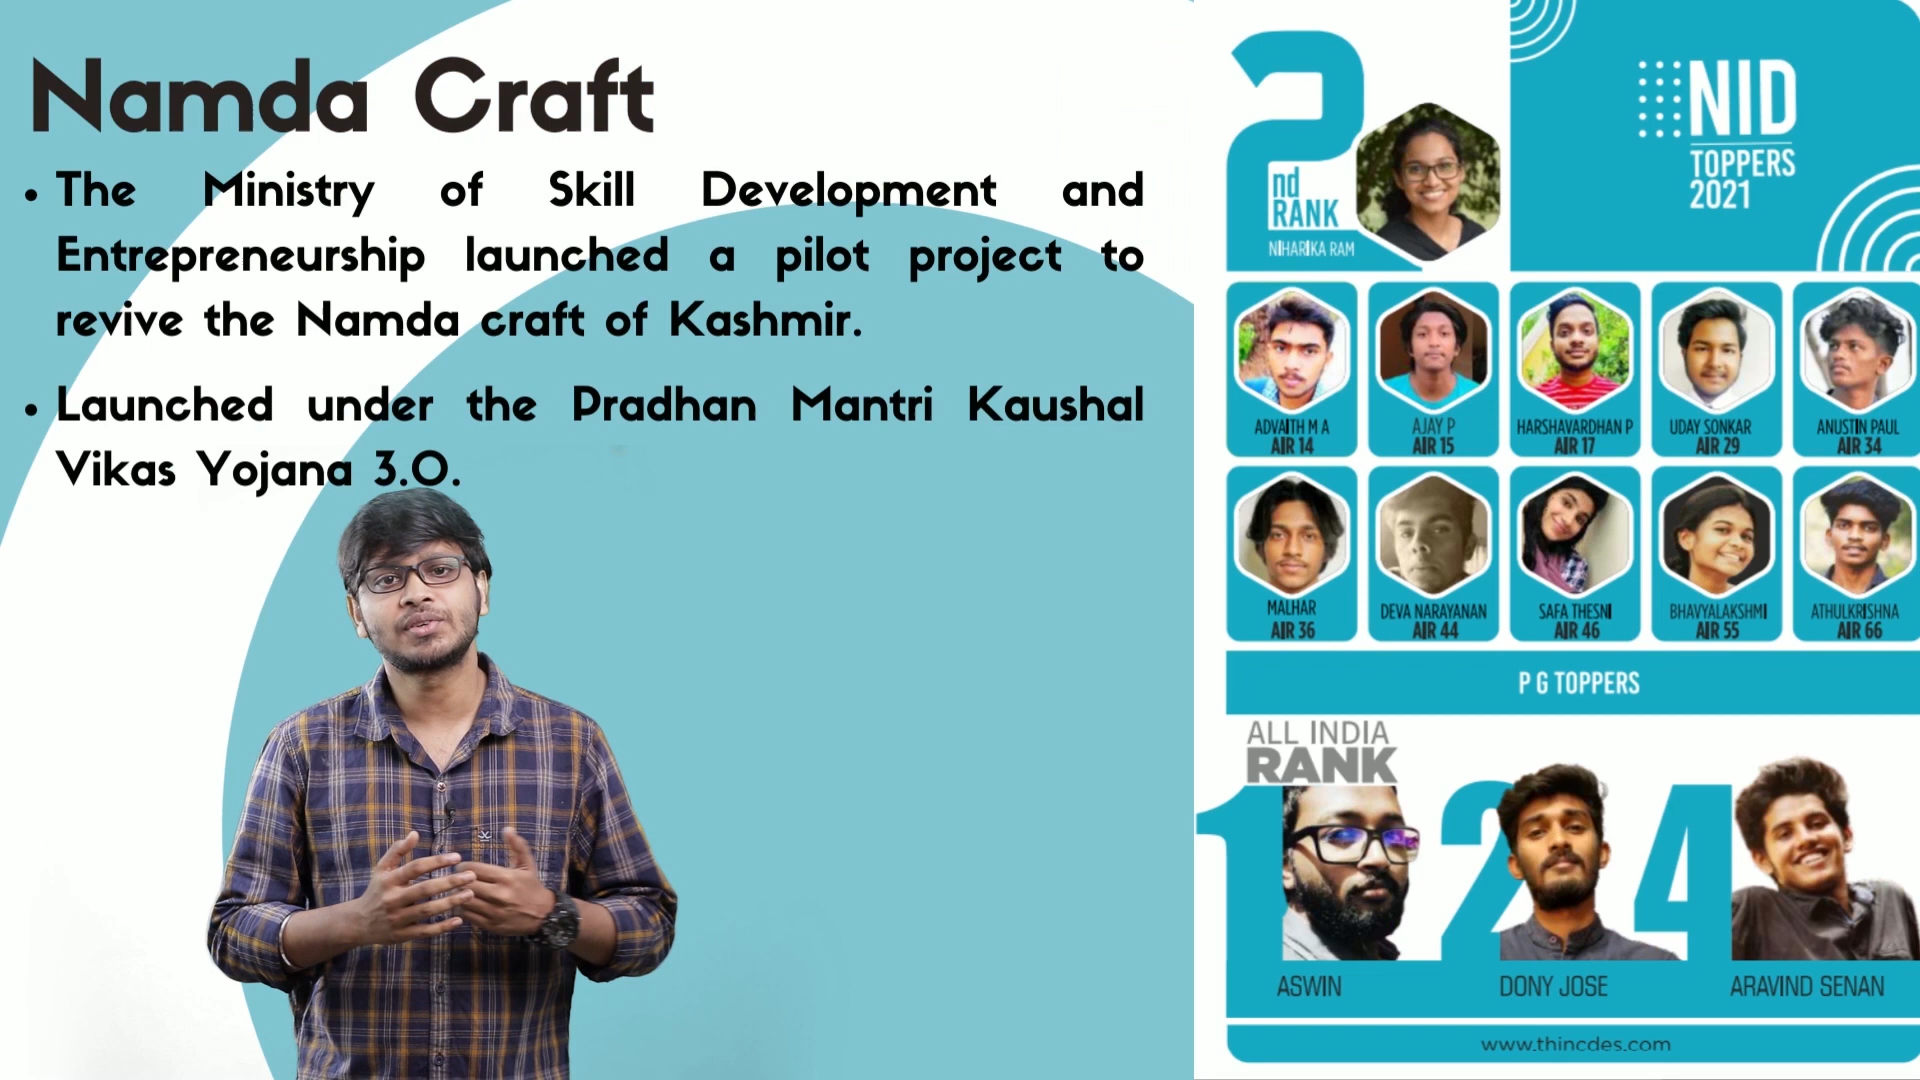 Namda Craft
• The Ministry of Skill Development and
Entrepreneurship launched a pilot project to
revive the Namda craft of Kashmir.
• Launched under the Pradhan Mantri Kaushal
Vikas Yojana 3.0.
2
nd
RANK
NIHARIKA RAM
NID
TOPPERS
2021
ADVAITH M A
AIR 14
AJAY P
AIR 15
HARSHAVARDHAN P
AIR 17
UDAY SONKAR
AIR 29
ANUSTIN PAUL
AIR 34
MALHAR
AIR 36
DEVA NARAYANAN
AIR 44
SAFA THESNI
AIR 46
BHAVYALAKSHMI
AIR 55
ATHULKRISHNA
AIR 66
P G TOPPERS
ALL INDIA
RANK
1 2 4
ASWIN
DONY JOSE
ARAVIND SENAN
www.thincdes.com